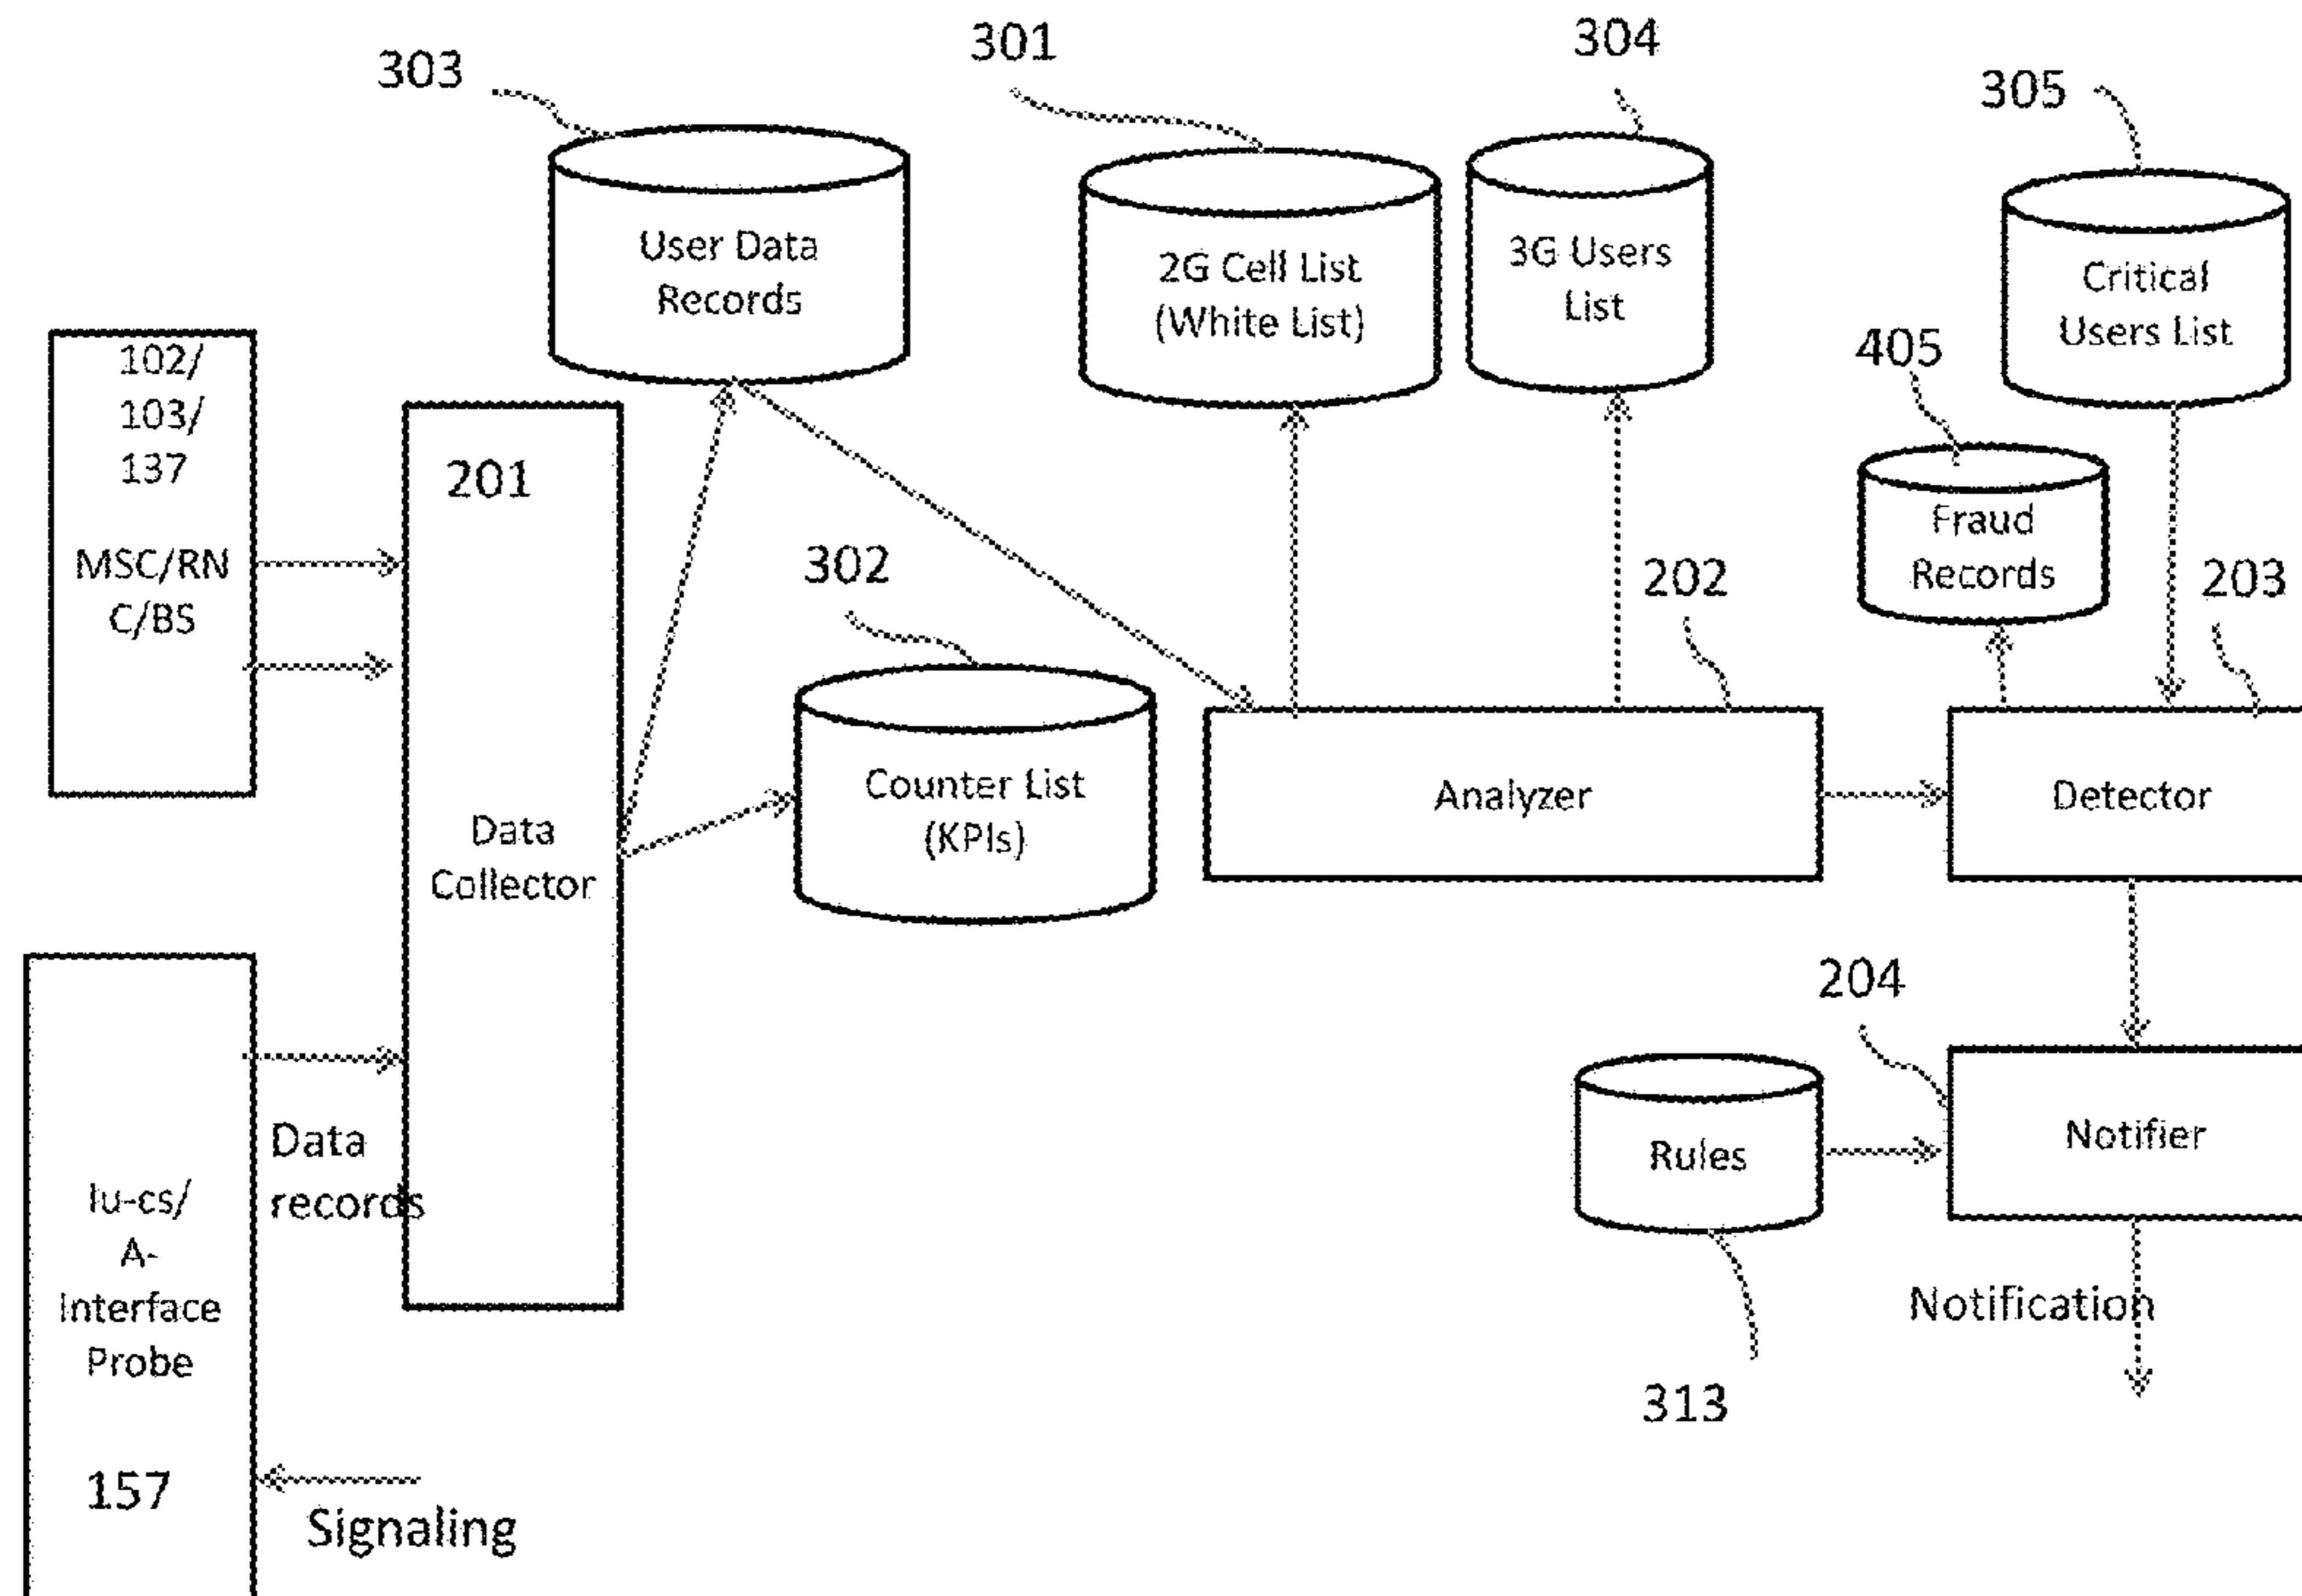 303
301
304
305
User Data
Records
2G Cell List
(White List)
3G Users
List
Critical
Users List
405
Fraud
Records
102/
103/
137
MSC/RN
C/BS
201
Data
Collector
302
Counter List
(KPIs)
202
Analyzer
203
Detector
204
Rules
Notifier
313
Notification
Data
records
Iu-cs/
A-
Interface
Probe
157
Signaling